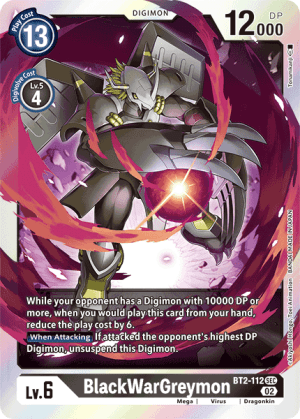 Play Cost
13
DIGIMON
DP
12000
Digivolve Cost
Lv.5
4
While your opponent has a Digimon with 10000 DP or
more, when you would play this card from your hand,
reduce the play cost by 6.
When Attacking If attacked the opponent's highest DP
Digimon, unsuspend this Digimon.
Lv.6
BlackWarGreymon
BT2-112 SEC
02
Mega | Virus | Dragonkin